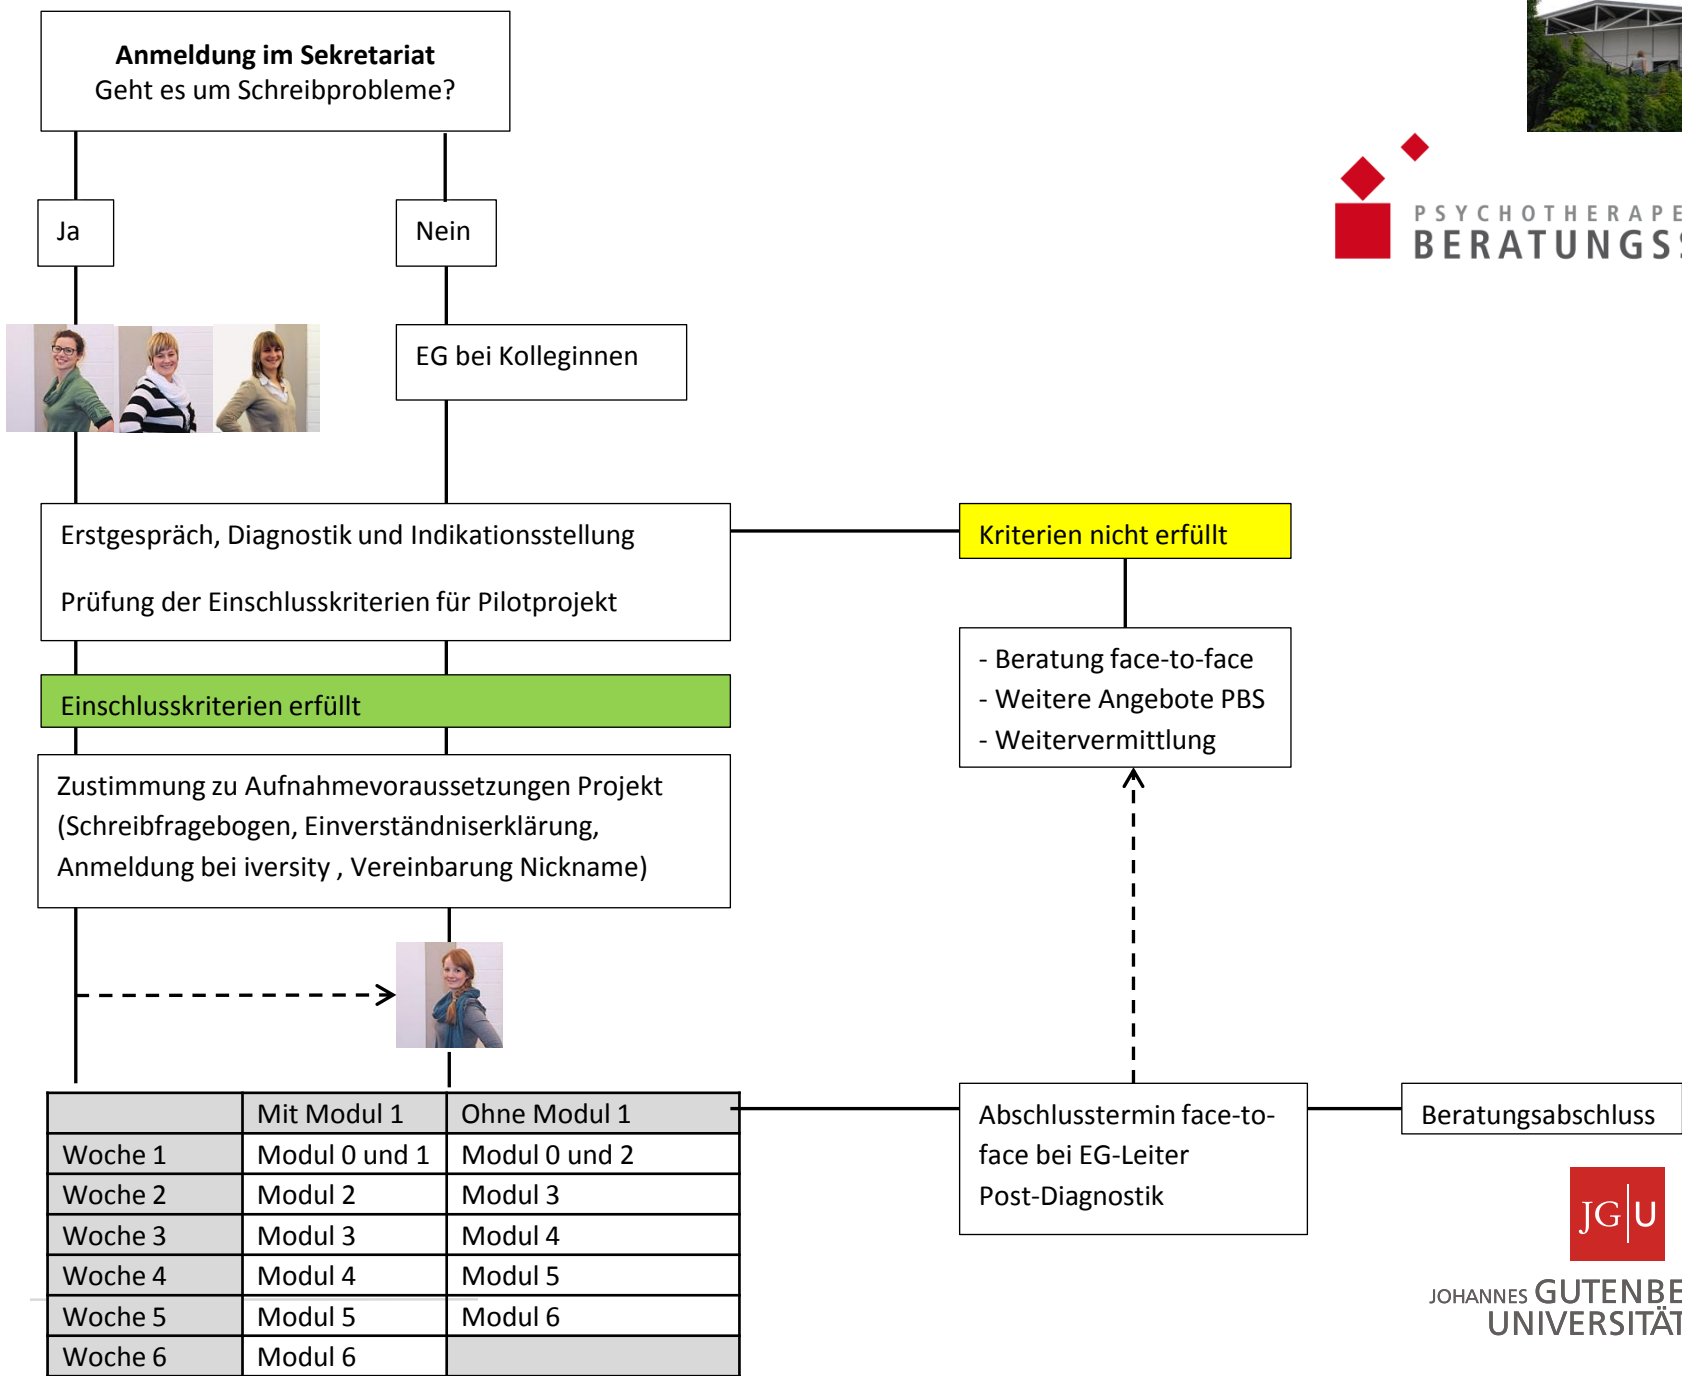 Anmeldung im Sekretariat
Geht es um Schreibprobleme?
PSYCHOTHERAPE
BERATUNGSS
Ja
Nein
EG bei Kolleginnen
Erstgespräch, Diagnostik und Indikationsstellung
Prüfung der Einschlusskriterien für Pilotprojekt
Kriterien nicht erfüllt
- Beratung face-to-face
- Weitere Angebote PBS
- Weitervermittlung
Einschlusskriterien erfüllt
Zustimmung zu Aufnahmevoraussetzungen Projekt
(Schreibfragebogen, Einverständniserklärung,
Anmeldung bei iversity , Vereinbarung Nickname)
Mit Modul 1 Ohne Modul 1
Woche 1 Modul 0 und 1 Modul 0 und 2
Woche 2 Modul 2 Modul 3
Woche 3 Modul 3 Modul 4
Woche 4 Modul 4 Modul 5
Woche 5 Modul 5 Modul 6
Woche 6 Modul 6
Abschlusstermin face-to-
face bei EG-Leiter
Post-Diagnostik
Beratungsabschluss
JG|U
JOHANNES GUTENBE
UNIVERSITÄT